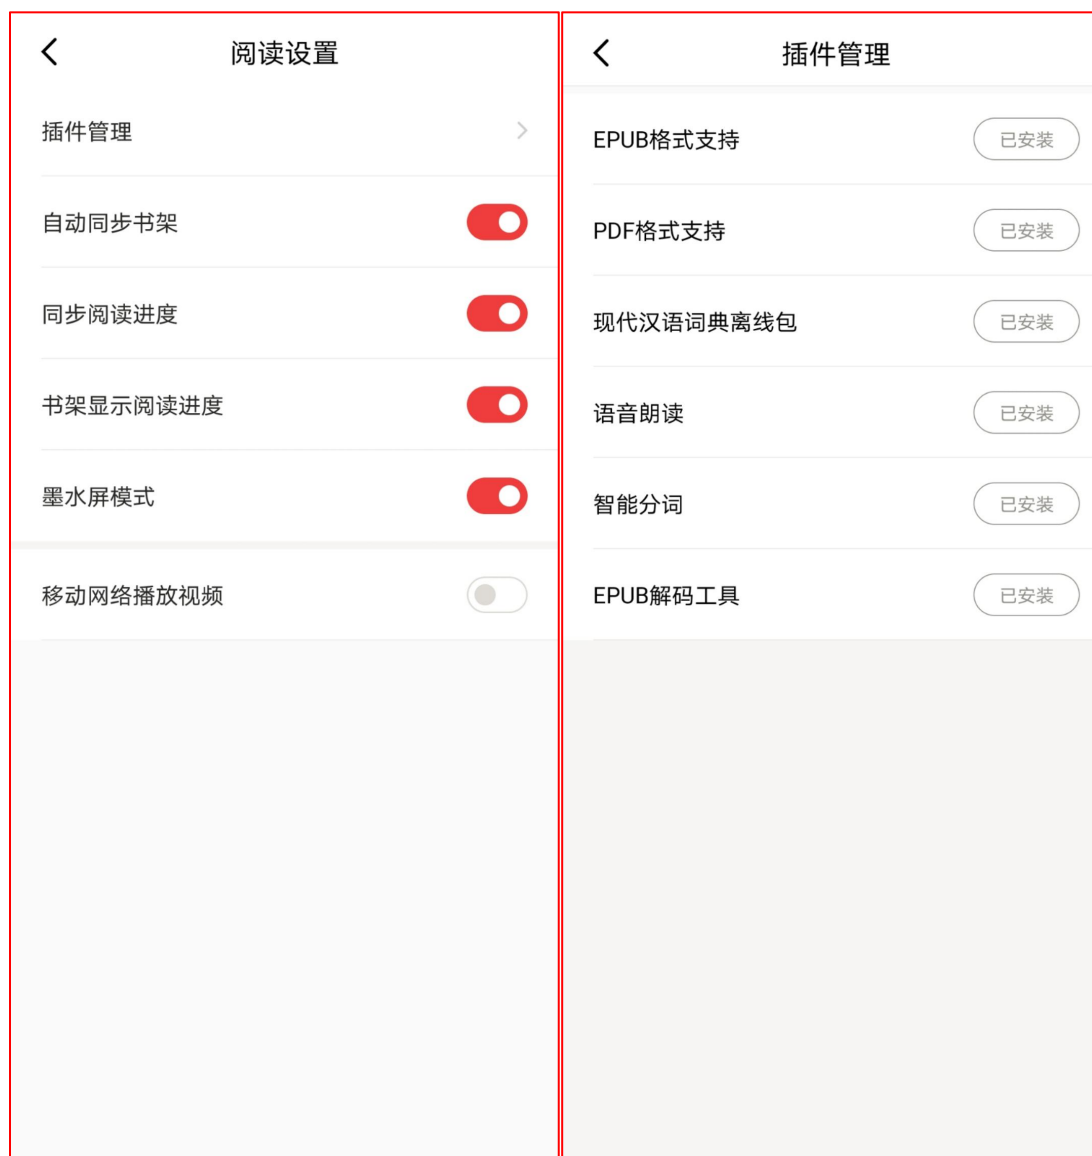 阅读设置
插件管理
自动同步书架
同步阅读进度
书架显示阅读进度
墨水屏模式
移动网络播放视频
插件管理
EPUB格式支持 已安装
PDF格式支持 已安装
现代汉语词典离线包 已安装
语音朗读 已安装
智能分词 已安装
EPUB解码工具 已安装